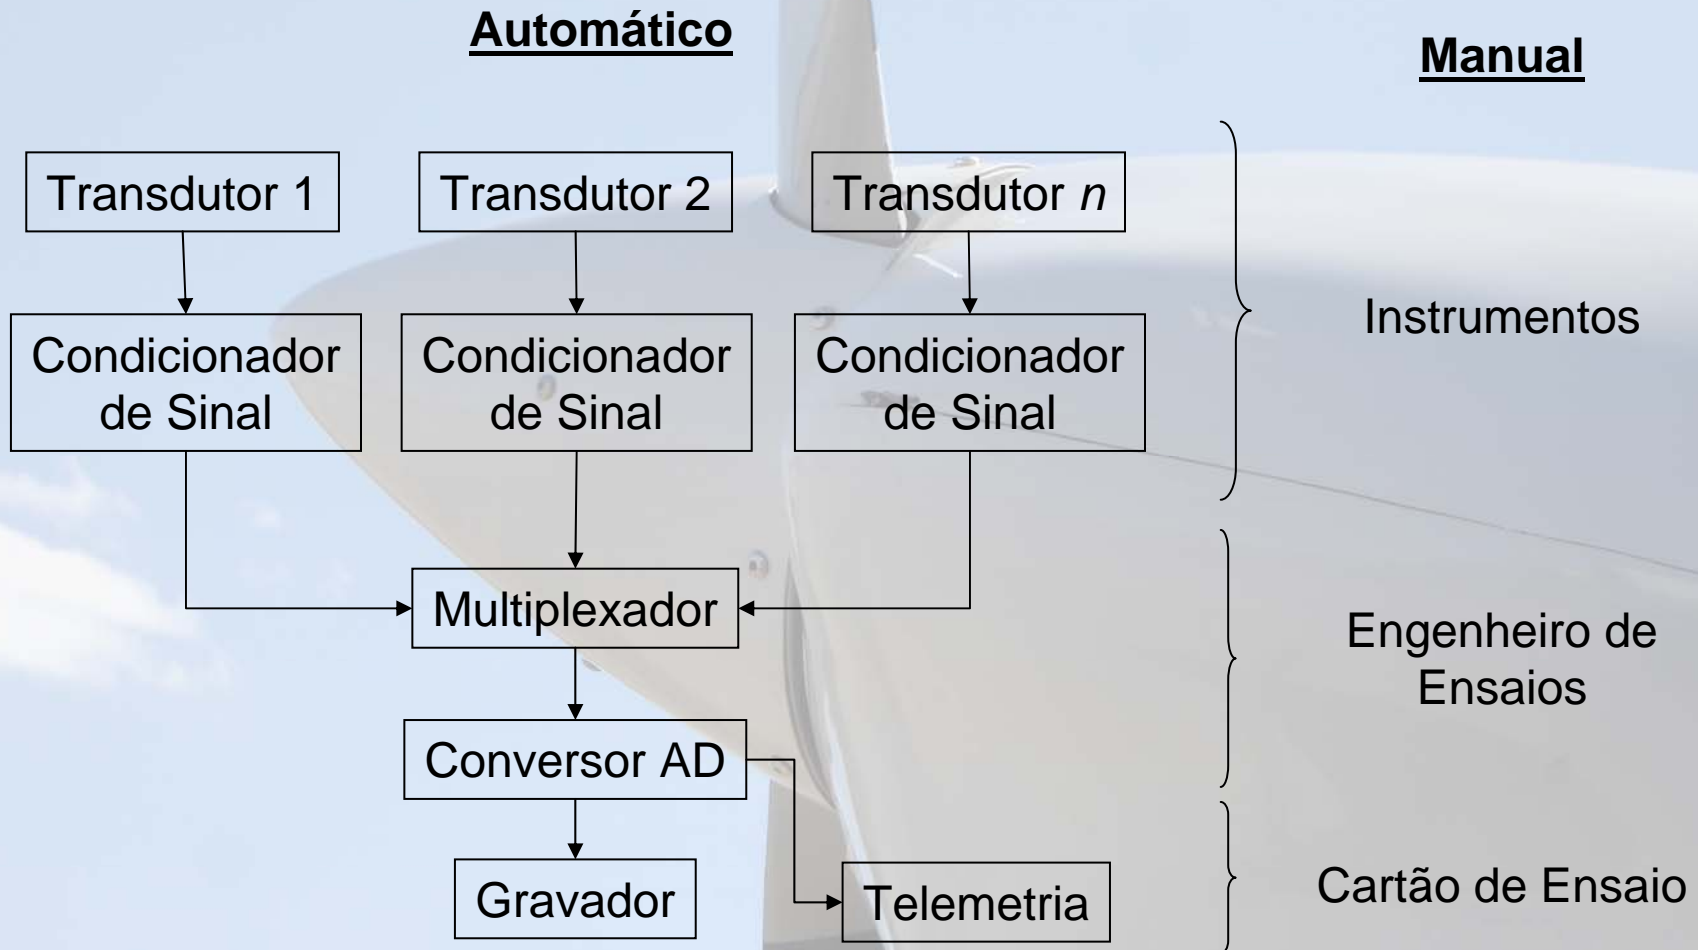 Automático
Manual
Transdutor 1
Transdutor 2
Transdutor n
Condicionador
de Sinal
Condicionador
de Sinal
Condicionador
de Sinal
Instrumentos
Multiplexador
Engenheiro de
Ensaios
Conversor AD
Gravador
Telemetria
Cartão de Ensaio